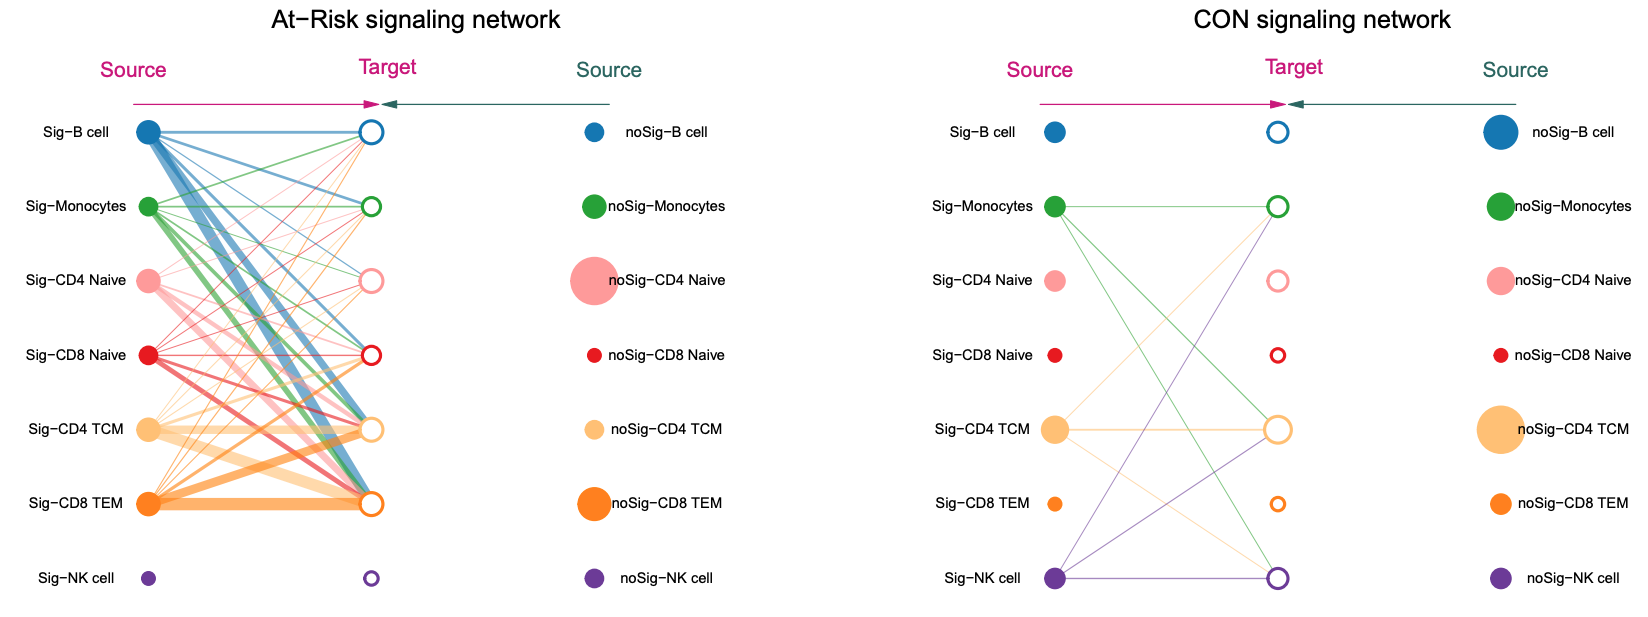 At−Risk signaling network
Source
Target
Source
Sig−B cell
noSig−B cell
Sig−Monocytes
noSig−Monocytes
Sig−CD4 Naive
noSig−CD4 Naive
Sig−CD8 Naive
noSig−CD8 Naive
Sig−CD4 TCM
noSig−CD4 TCM
Sig−CD8 TEM
noSig−CD8 TEM
Sig−NK cell
noSig−NK cell
CON signaling network
Source
Target
Source
Sig−B cell
noSig−B cell
Sig−Monocytes
noSig−Monocytes
Sig−CD4 Naive
noSig−CD4 Naive
Sig−CD8 Naive
noSig−CD8 Naive
Sig−CD4 TCM
noSig−CD4 TCM
Sig−CD8 TEM
noSig−CD8 TEM
Sig−NK cell
noSig−NK cell